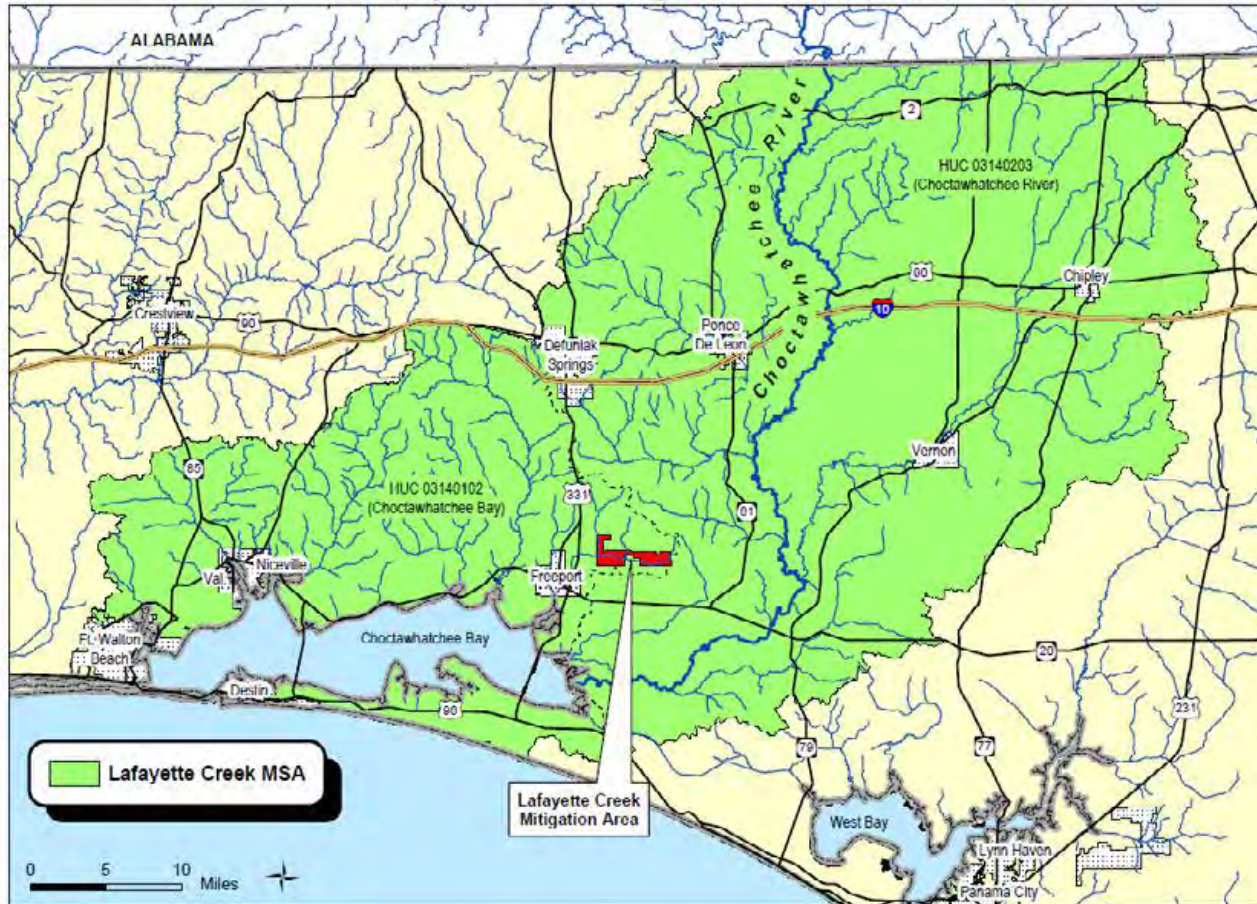 ALABAMA
2
Choctawhatchee River
HUC 03140203
(Choctawhatchee River)
90
Chipley
10
Crestview
90
Defuniak
Springs
Ponce
De Leon
Vernon
85
HUC 03140102
(Choctawhatchee Bay)
331
81
Val.
Niceville
Freeport
Ft. Walton
Beach
Choctawhatchee Bay
20
Destin
90
231
79
77
Lafayette Creek MSA
Lafayette Creek
Mitigation Area
West Bay
Lynn Haven
Panama City
0 5 10
Miles